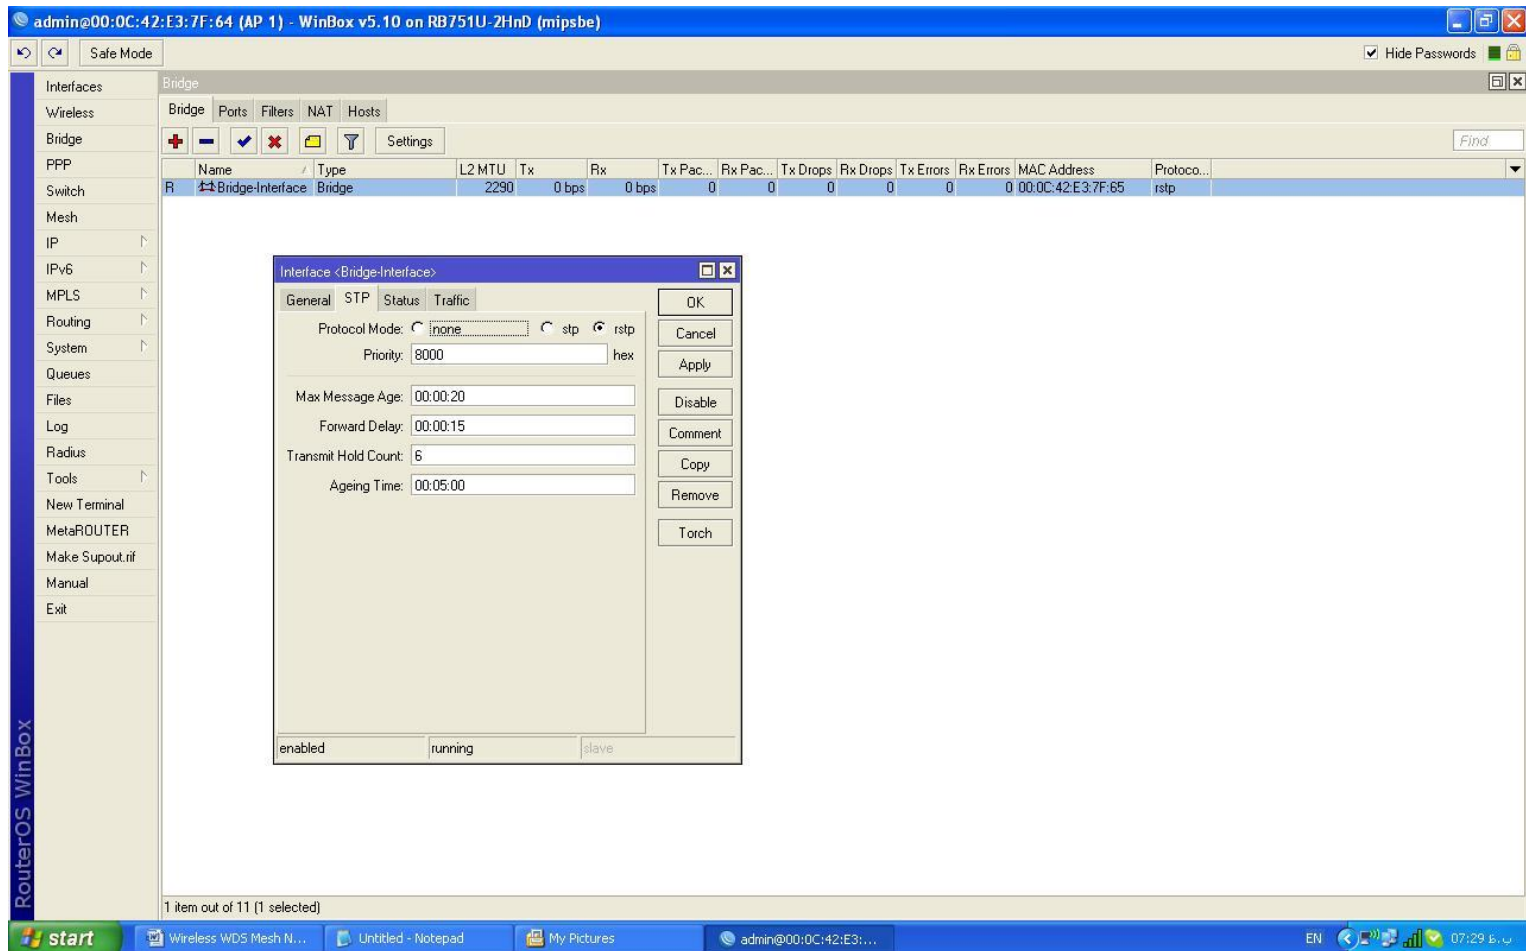 admin@00:0C:42:E3:7F:64 (AP 1) - WinBox v5.10 on RB751U-2HnD (mipsbe)
Safe Mode
Hide Passwords
Interfaces
Wireless
Bridge
PPP
Switch
Mesh
IP
IPv6
MPLS
Routing
System
Queues
Files
Log
Radius
Tools
New Terminal
MetaROUTER
Make Supout.rif
Manual
Exit
RouterOS WinBox
Bridge
Bridge Ports Filters NAT Hosts
Settings
Find
Name Type L2 MTU Tx Rx Tx Pac... Rx Pac... Tx Drops Rx Drops Tx Errors Rx Errors MAC Address Protoco...
R Bridge-Interface Bridge 2290 0 bps 0 bps 0 0 0 0 0 0 00:0C:42:E3:7F:65 rstp
Interface <Bridge-Interface>
General STP Status Traffic
Protocol Mode: none stp rstp
Priority: 8000 hex
Max Message Age: 00:00:20
Forward Delay: 00:00:15
Transmit Hold Count: 6
Ageing Time: 00:05:00
OK
Cancel
Apply
Disable
Comment
Copy
Remove
Torch
enabled running slave
1 item out of 11 (1 selected)
start Wireless WDS Mesh N... Untitled - Notepad My Pictures admin@00:0C:42:E3:... EN 07:29 ب.ظ